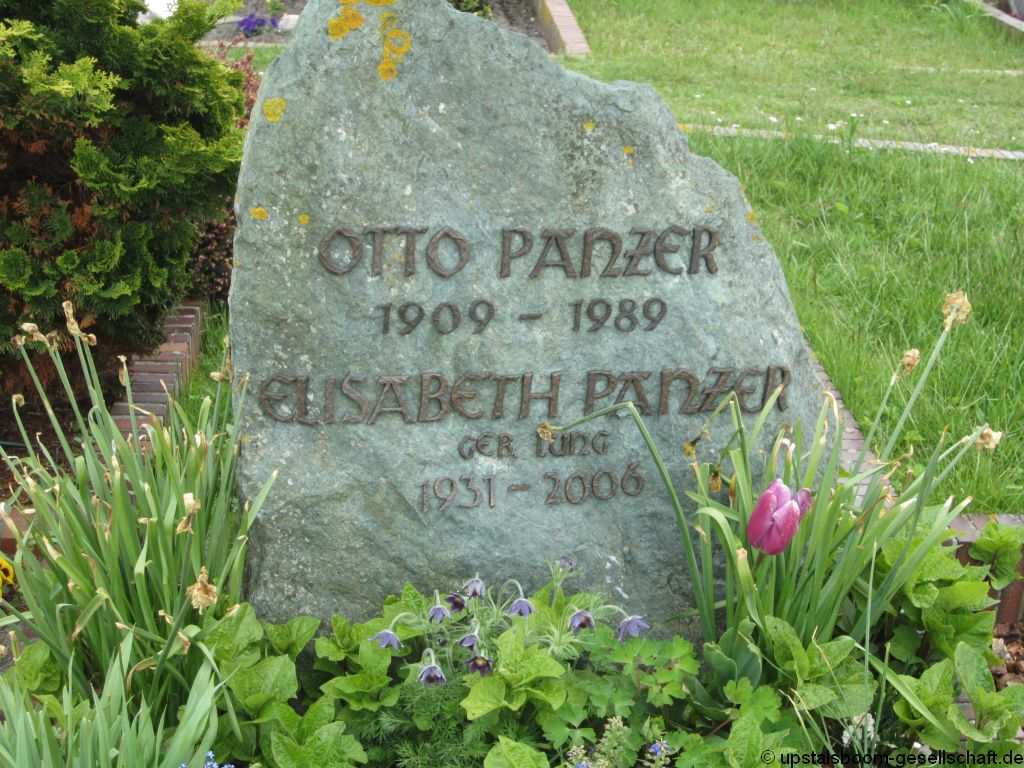 OTTO PANZER
1909 - 1989
ELISABETH PANZER
GEB. LUNG
1931 - 2006
© upstalsboom-gesellschaft.de